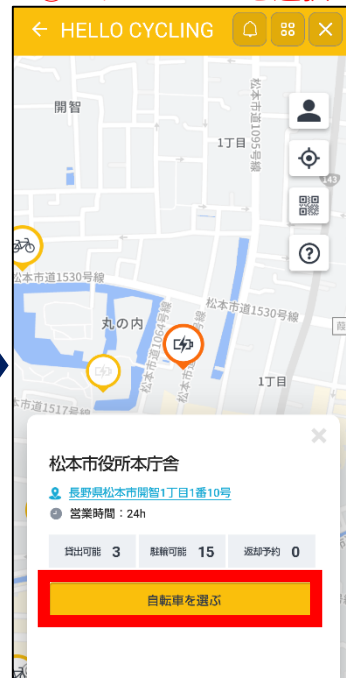 HELLO CYCLING
開智
松本市道1095号線
1丁目
143
松本市道1530号線
松本市道1530号線
丸の内
松本市道1064号線
1丁目
松本市道1517号線
松本市役所本庁舎
長野県松本市開智1丁目1番10号
営業時間：24h
貸出可能 3 駐輪可能 15 返却予約 0
自転車を選ぶ